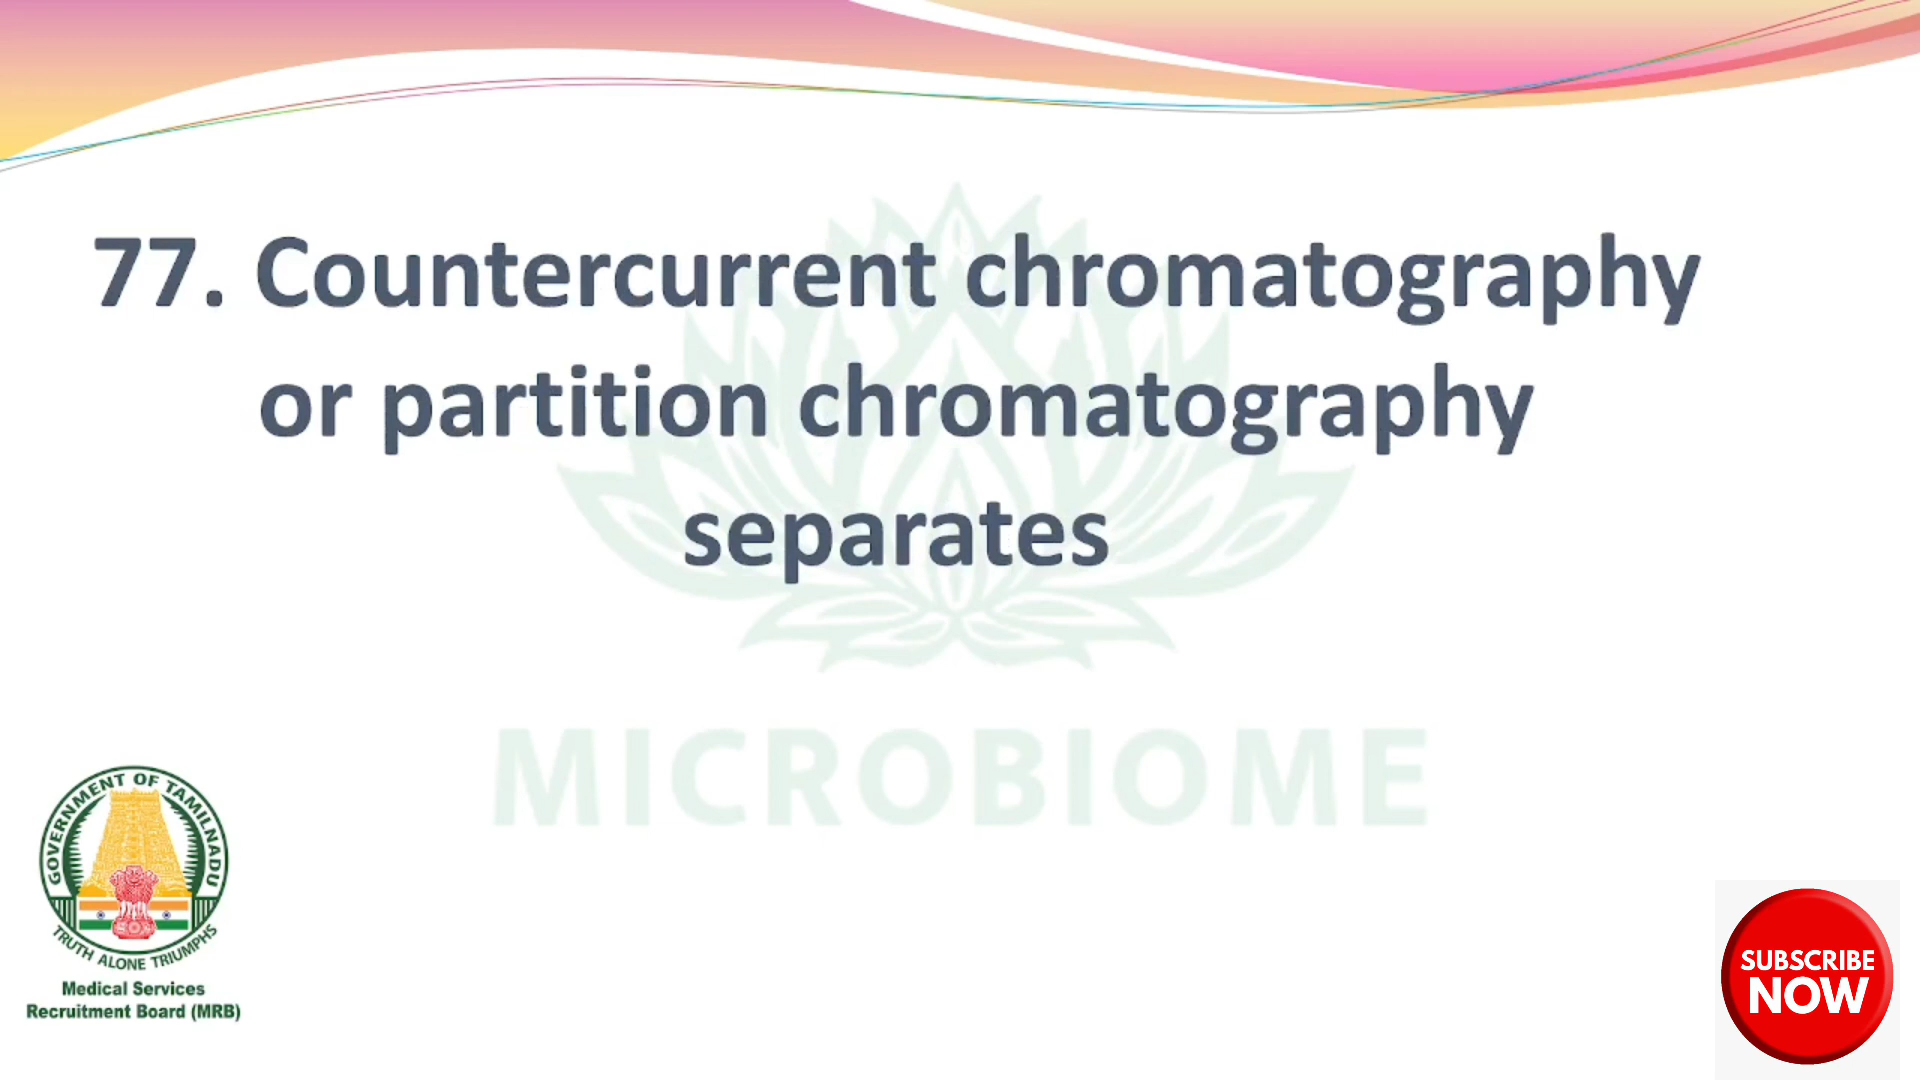 77. Countercurrent chromatography
or partition chromatography
separates
MICROBIOME
GOVERNMENT OF TAMILNADU
TRUTH ALONE TRIUMPHS
Medical Services
Recruitment Board (MRB)
SUBSCRIBE
NOW